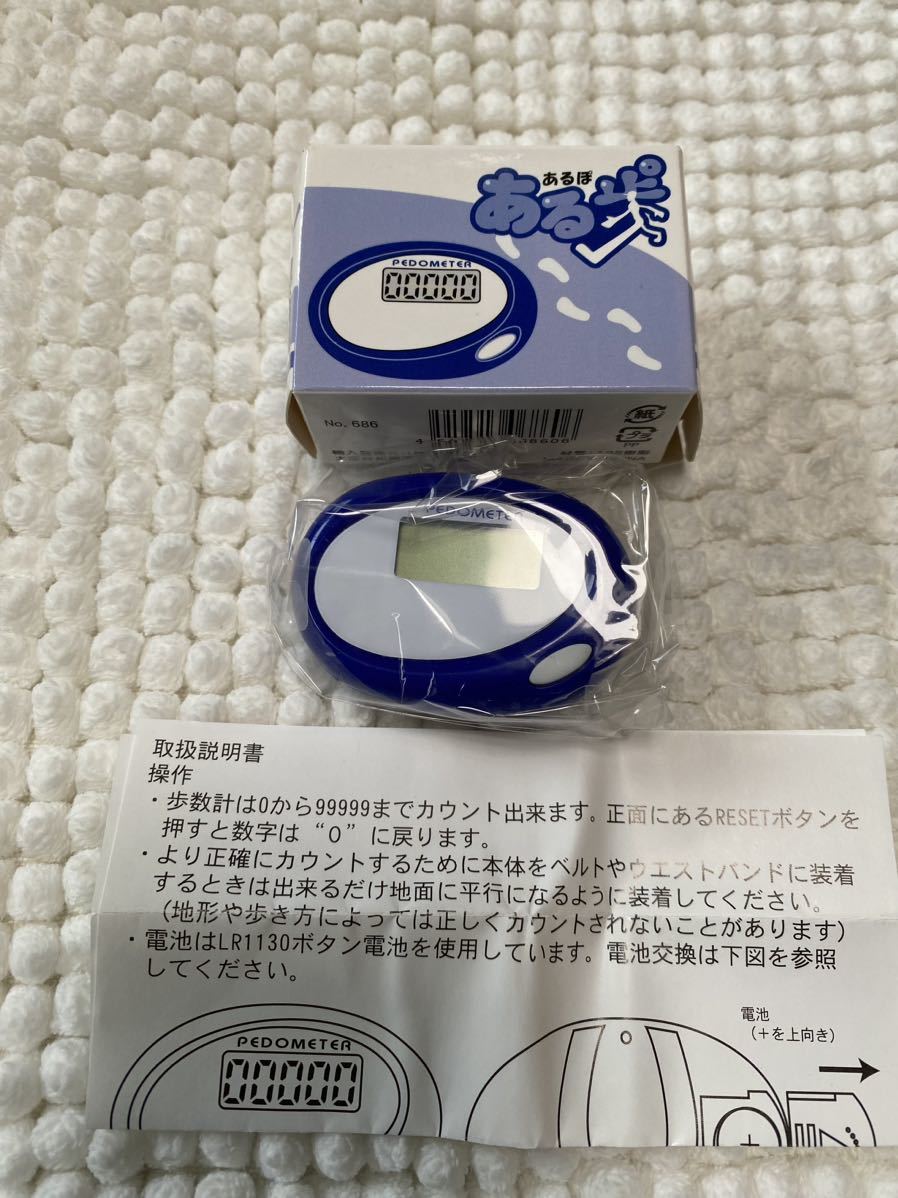 あるぽ
ある歩
PEDOMETER
00000
No. 686
紙
プラ
PP
PEDOMETER
取扱説明書
操作
・歩数計は0から99999までカウント出来ます。正面にあるRESETボタンを
押すと数字は“0”に戻ります。
・より正確にカウントするために本体をベルトやウエストバンドに装着
するときは出来るだけ地面に平行になるように装着してください。
(地形や歩き方によっては正しくカウントされないことがあります)
・電池はLR1130ボタン電池を使用しています。電池交換は下図を参照
してください。
電池
(+を上向き)
PEDOMETER
00000